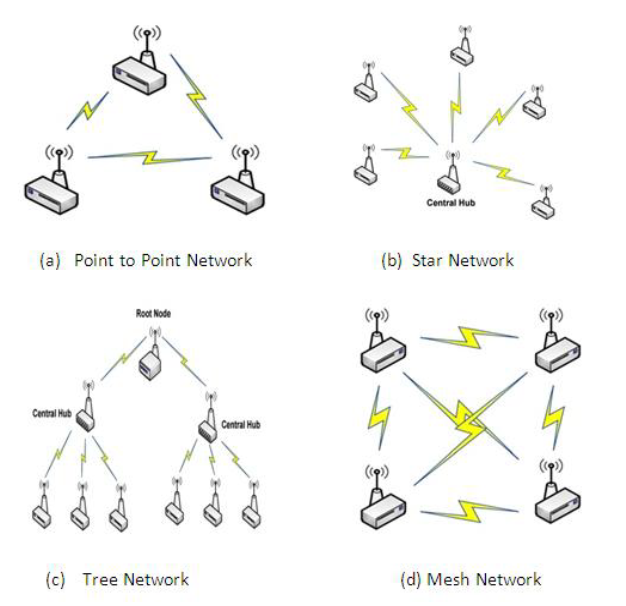 Central Hub
(a) Point to Point Network
(b) Star Network
Root Node
Central Hub
Central Hub
(c) Tree Network
(d) Mesh Network